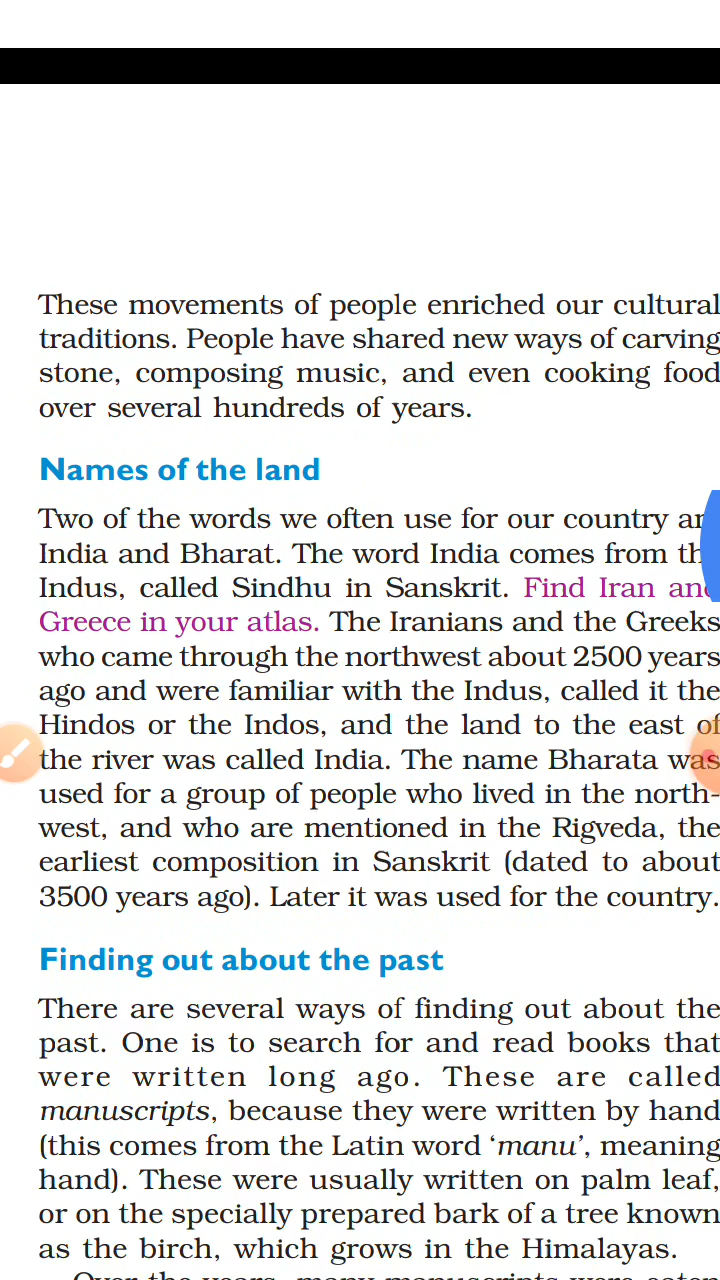 These movements of people enriched our cultural
traditions. People have shared new ways of carving
stone, composing music, and even cooking food
over several hundreds of years.
Names of the land
Two of the words we often use for our country
India and Bharat. The word India comes from
Indus, called Sindhu in Sanskrit. Find Iran and
Greece in your atlas. The Iranians and the Greeks
who came through the northwest about 2500 years
ago and were familiar with the Indus, called it the
Hindos or the Indos, and the land to the east of
the river was called India. The name Bharata was
used for a group of people who lived in the north-
west, and who are mentioned in the Rigveda, the
earliest composition in Sanskrit (dated to about
3500 years ago). Later it was used for the country.
Finding out about the past
There are several ways of finding out about the
past. One is to search for and read books that
were written long ago. These are called
manuscripts, because they were written by hand
(this comes from the Latin word ‘manu’, meaning
hand). These were usually written on palm leaf,
or on the specially prepared bark of a tree known
as the birch, which grows in the Himalayas.
Over the years, many manuscripts were eaten